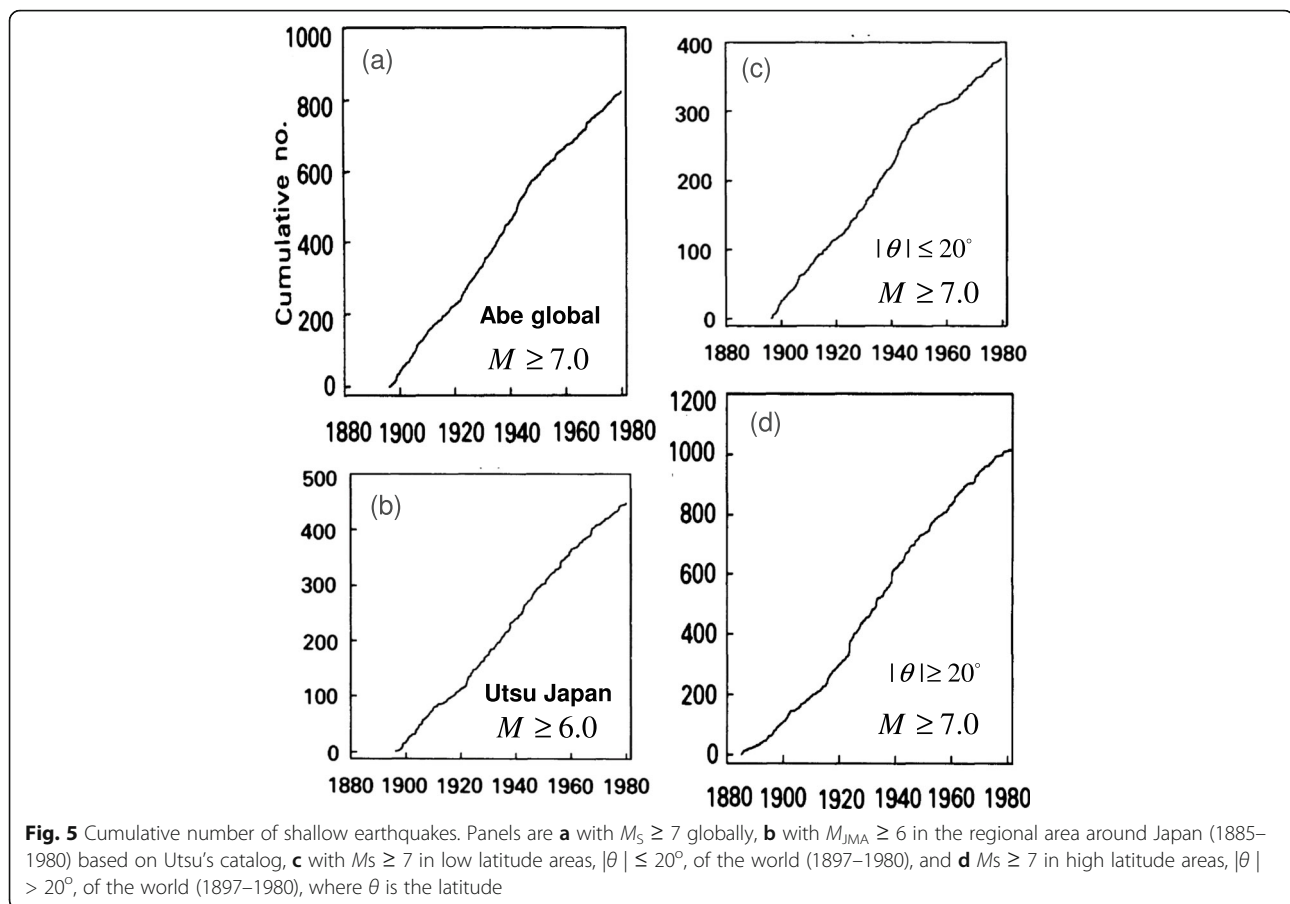 1000
800
600
400
200
0
Cumulative no.
(a)
Abe global
M ≥ 7.0
1880 1900 1920 1940 1960 1980
500
400
300
200
100
0
(b)
Utsu Japan
M ≥ 6.0
1880 1900 1920 1940 1960 1980
400
300
200
100
0
(c)
|θ| ≤ 20°
M ≥ 7.0
1880 1900 1920 1940 1960 1980
1200
1000
800
600
400
200
0
(d)
|θ| ≥ 20°
M ≥ 7.0
1880 1900 1920 1940 1960 1980
Fig. 5 Cumulative number of shallow earthquakes. Panels are a with MS ≥ 7 globally, b with MJMA ≥ 6 in the regional area around Japan (1885–
1980) based on Utsu's catalog, c with Ms ≥ 7 in low latitude areas, |θ | ≤ 20°, of the world (1897–1980), and d Ms ≥ 7 in high latitude areas, |θ |
> 20°, of the world (1897–1980), where θ is the latitude